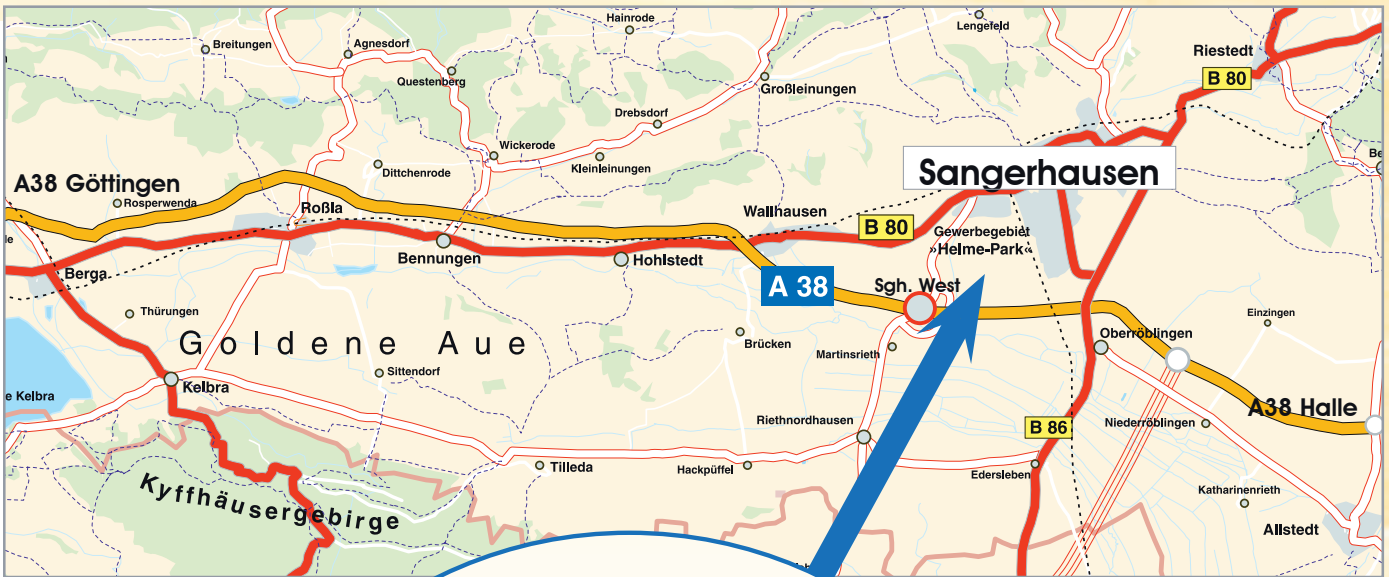 Hainrode
Lengefeld
Breitungen
Agnesdorf
Riestedt
Questenberg
B 80
Großleinungen
Drebsdorf
Wickerode
Kleinleinungen
Dittchenrode
Sangerhausen
A38 Göttingen
Rosperwenda
Roßla
Wallhausen
B 80
Gewerbegebiet
»Helme-Park«
Bennungen
Hohlstedt
Berga
A 38
Sgh. West
Thürungen
Einzingen
Goldene Aue
Brücken
Martinsrieth
Oberröblingen
Sittendorf
Kelbra
e Kelbra
A38 Halle
Riethnordhausen
B 86
Niederröblingen
Tilleda
Hackpüffel
Edersleben
Kyffhäusergebirge
Katharinenrieth
Allstedt